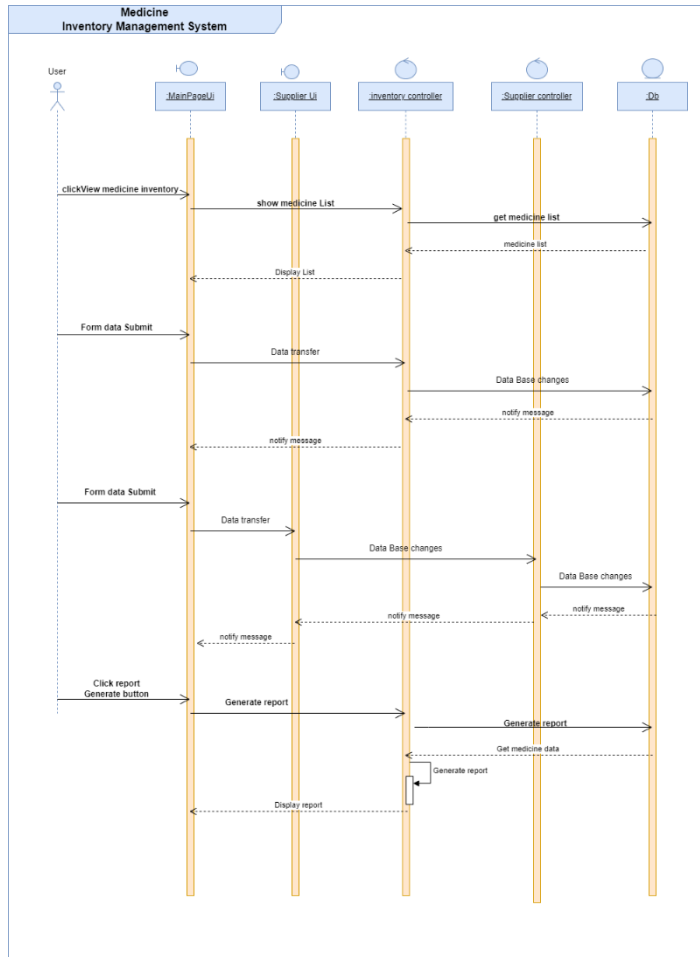 Medicine
Inventory Management System
User
:MainPageUi
:Supplier Ui
:inventory controller
:Supplier controller
:Db
clickView medicine inventory
show medicine List
get medicine list
medicine list
Display List
Form data Submit
Data transfer
Data Base changes
notify message
notify message
Form data Submit
Data transfer
Data Base changes
Data Base changes
notify message
notify message
notify message
Click report
Generate button
Generate report
Generate report
Get medicine data
Generate report
Display report